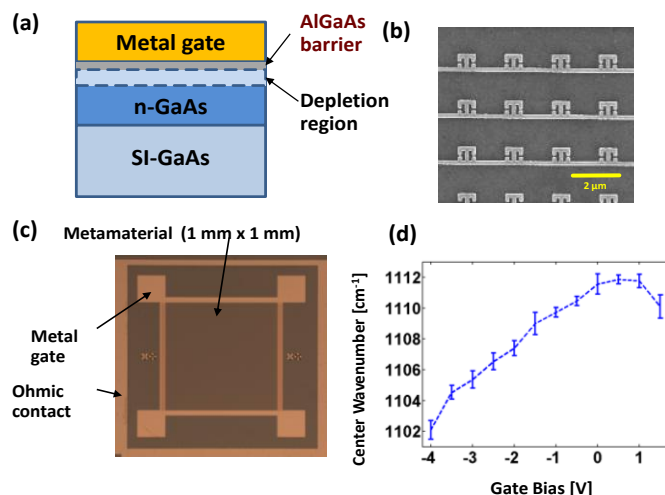 (a)
Metal gate
AlGaAs
barrier
Depletion
region
n-GaAs
SI-GaAs
(b)
2 µm
(c)
Metamaterial (1 mm x 1 mm)
Metal
gate
Ohmic
contact
(d)
Center Wavenumber [cm-1]
1112
1110
1108
1106
1104
1102
-4 -3 -2 -1 0 1
Gate Bias [V]